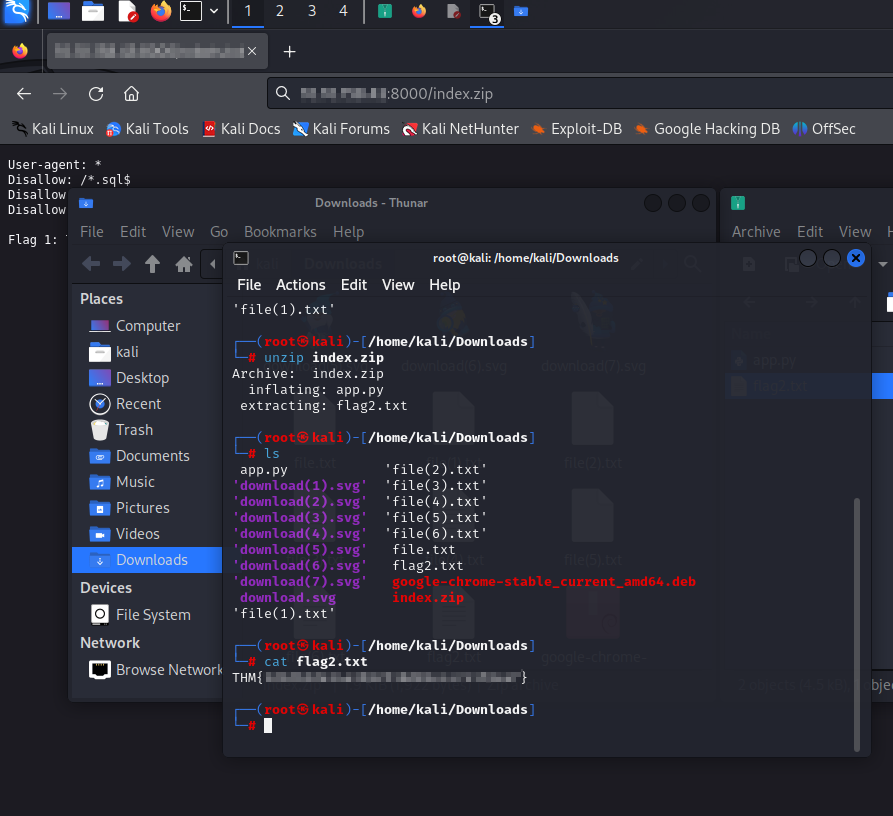 1 2 3 4
3
:8000/index.zip
Kali Linux Kali Tools Kali Docs Kali Forums Kali NetHunter Exploit-DB Google Hacking DB OffSec
User-agent: *
Disallow: /*.sql$
Disallow
Disallow
Flag 1:
Downloads - Thunar
File Edit View Go Bookmarks Help
Places
Computer
kali
Desktop
Recent
Trash
Documents
Music
Pictures
Videos
Downloads
Devices
File System
Network
Browse Network
Archive Edit View
app.py
root@kali: /home/kali/Downloads
File Actions Edit View Help
'file(1).txt'
┌──(root㉿kali)-[/home/kali/Downloads]
└─# unzip index.zip
Archive:  index.zip
  inflating: app.py
 extracting: flag2.txt
┌──(root㉿kali)-[/home/kali/Downloads]
└─# ls
 app.py            'file(2).txt'
'download(1).svg'  'file(3).txt'
'download(2).svg'  'file(4).txt'
'download(3).svg'  'file(5).txt'
'download(4).svg'  'file(6).txt'
'download(5).svg'   file.txt
'download(6).svg'   flag2.txt
'download(7).svg'   google-chrome-stable_current_amd64.deb
 download.svg       index.zip
'file(1).txt'
┌──(root㉿kali)-[/home/kali/Downloads]
└─# cat flag2.txt
THM{ }
┌──(root㉿kali)-[/home/kali/Downloads]
└─#